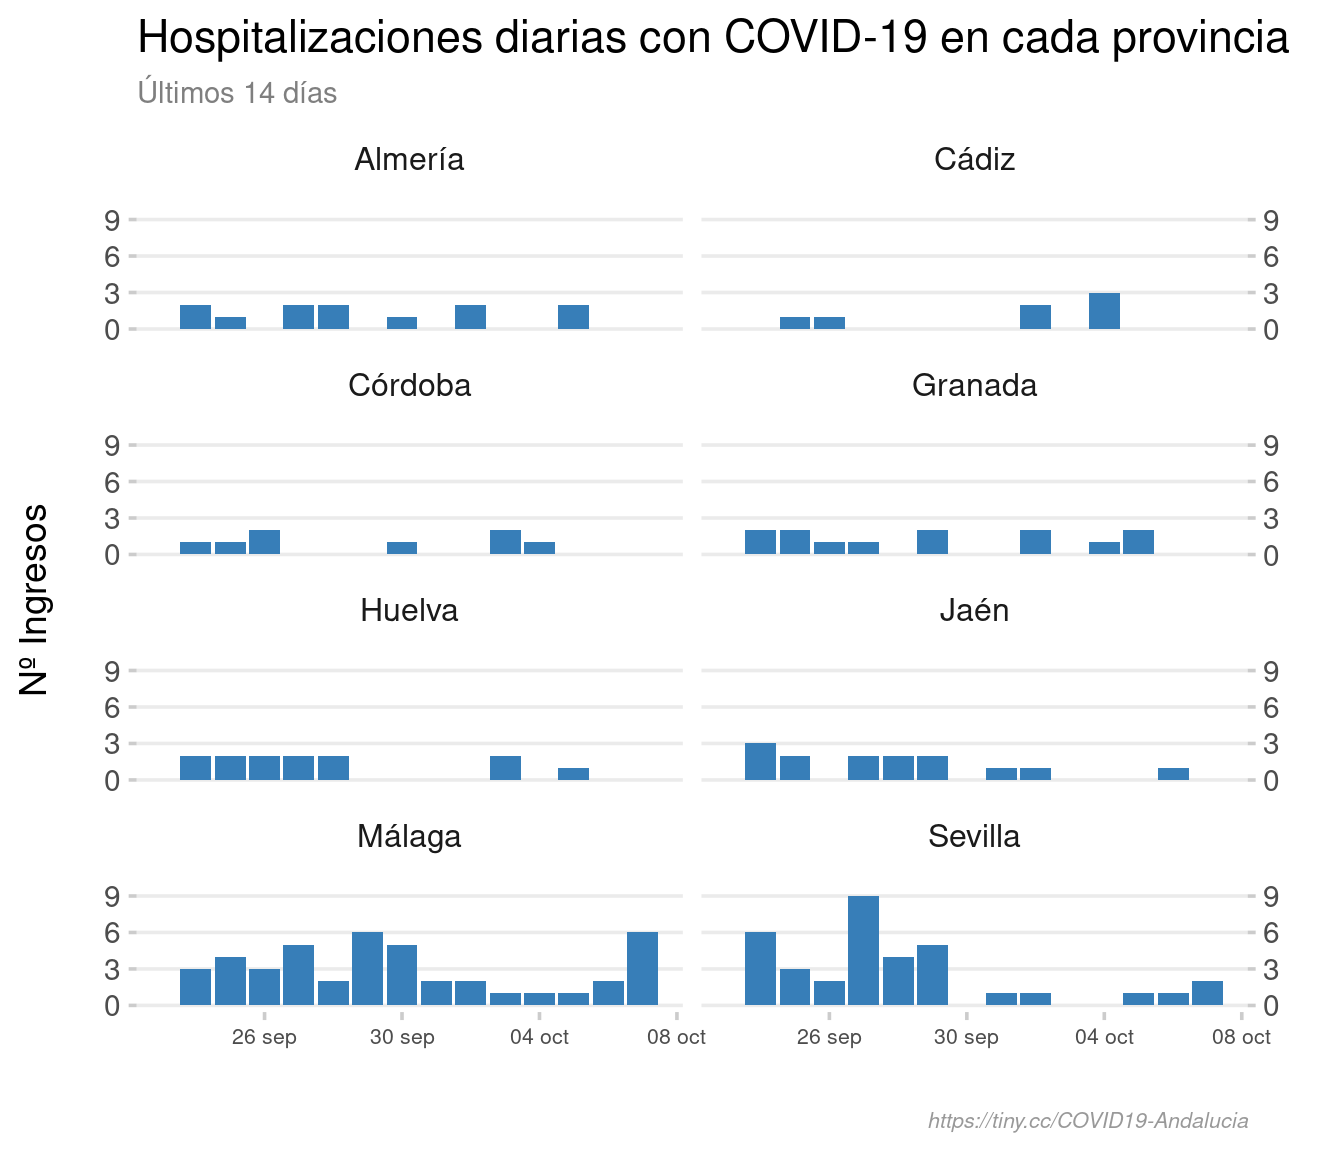 Hospitalizaciones diarias con COVID-19 en cada provincia
Últimos 14 días
Nº Ingresos
Almería
Cádiz
9
6
3
0
9
6
3
0
Córdoba
Granada
9
6
3
0
9
6
3
0
Huelva
Jaén
9
6
3
0
9
6
3
0
Málaga
Sevilla
9
6
3
0
9
6
3
0
26 sep 30 sep 04 oct 08 oct
26 sep 30 sep 04 oct 08 oct
https://tiny.cc/COVID19-Andalucia